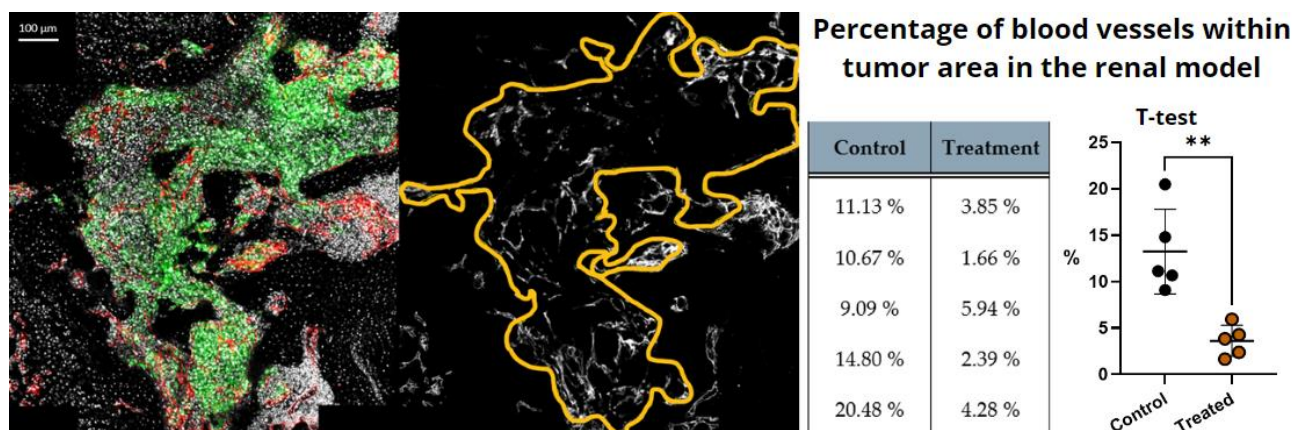 100 µm
Percentage of blood vessels within
tumor area in the renal model
Control Treatment
11.13 % 3.85 %
10.67 % 1.66 %
9.09 % 5.94 %
14.80 % 2.39 %
20.48 % 4.28 %
T-test
**
25
20
15
%
10
5
0
Control Treated